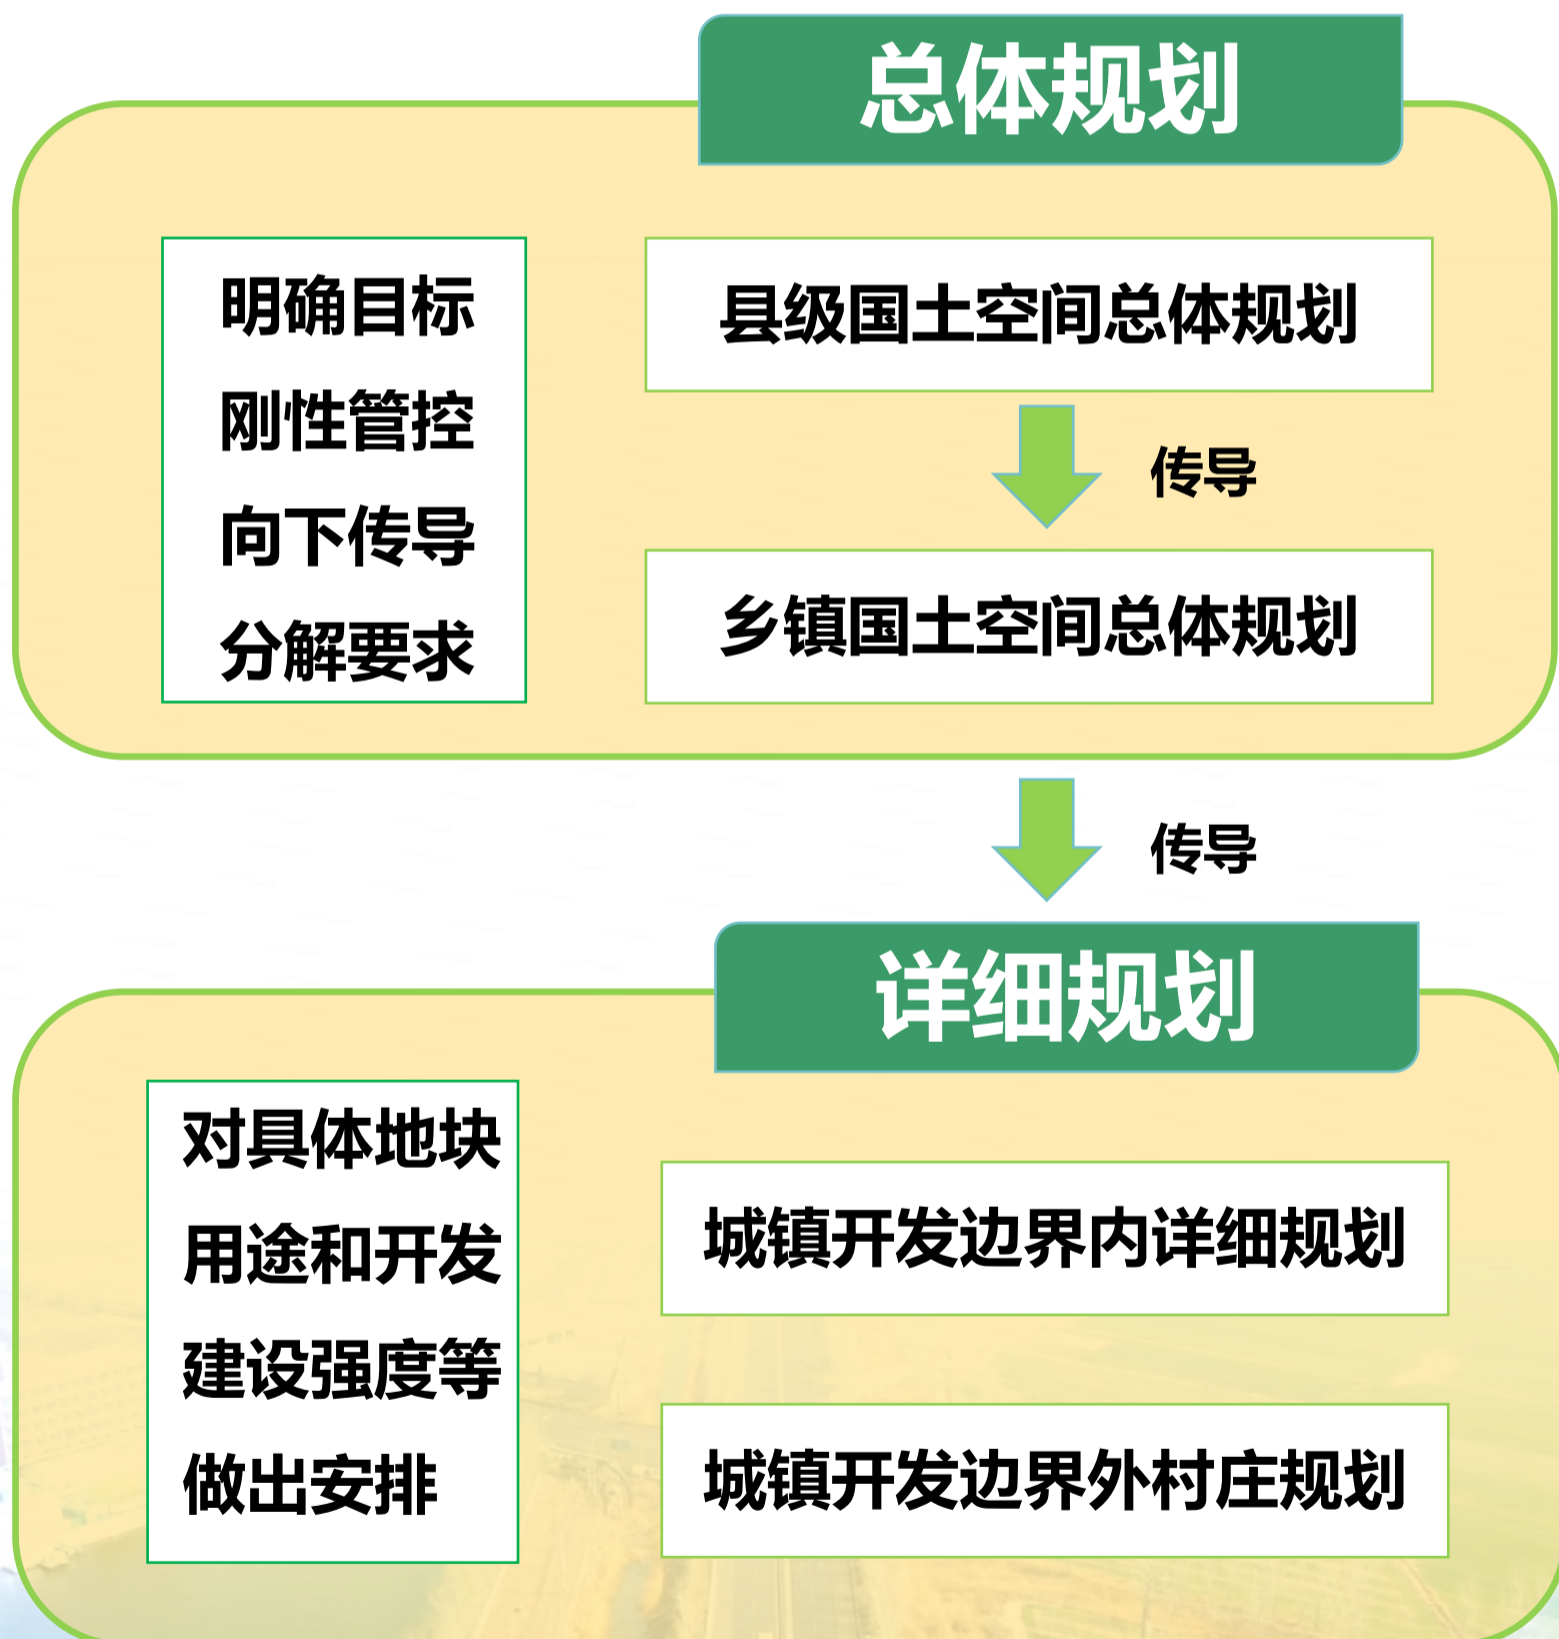 总体规划
明确目标
刚性管控
向下传导
分解要求
县级国土空间总体规划
传导
乡镇国土空间总体规划
传导
详细规划
对具体地块
用途和开发
建设强度等
做出安排
城镇开发边界内详细规划
城镇开发边界外村庄规划